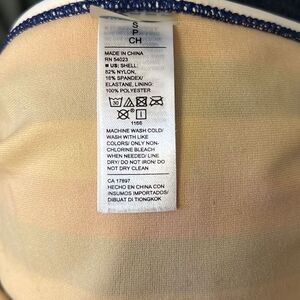 S
P
CH
MADE IN CHINA
RN 54023
■ US: SHELL:
82% NYLON,
18% SPANDEX/
ELASTANE, LINING:
100% POLYESTER
1166
MACHINE WASH COLD/
WASH WITH LIKE
COLORS/ ONLY NON-
CHLORINE BLEACH
WHEN NEEDED/ LINE
DRY/ DO NOT IRON/ DO
NOT DRY CLEAN
CA 17897
HECHO EN CHINA CON
INSUMOS IMPORTADOS/
DIBUAT DI TIONGKOK